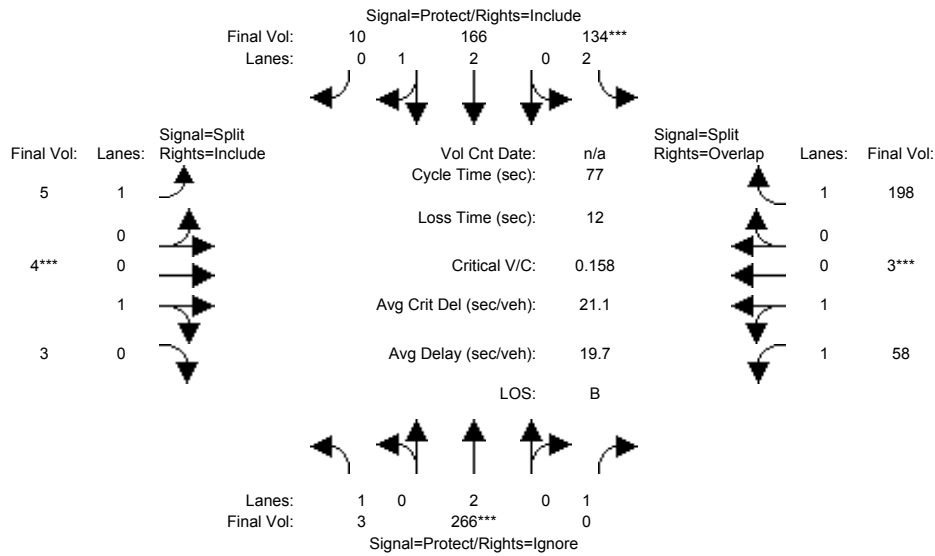 Signal=Protect/Rights=Include
Final Vol: 10 166 134***
Lanes: 0 1 2 0 2
Signal=Split
Final Vol: Lanes: Rights=Include
Vol Cnt Date: n/a
Signal=Split
Rights=Overlap Lanes: Final Vol:
Cycle Time (sec): 77
5 1
1 198
Loss Time (sec): 12
0
0
4*** 0
Critical V/C: 0.158
0 3***
1
Avg Crit Del (sec/veh): 21.1
1
3 0
Avg Delay (sec/veh): 19.7
1 58
LOS: B
Lanes: 1 0 2 0 1
Final Vol: 3 266*** 0
Signal=Protect/Rights=Ignore